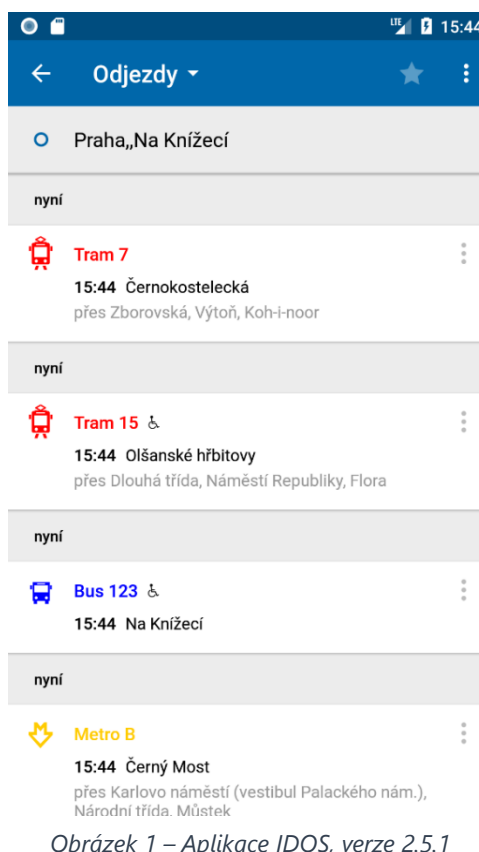 LTE 15:44
Odjezdy
Praha,,Na Knížecí
nyní
Tram 7
15:44 Černokostelecká
přes Zborovská, Výtoň, Koh-i-noor
nyní
Tram 15
15:44 Olšanské hřbitovy
přes Dlouhá třída, Náměstí Republiky, Flora
nyní
Bus 123
15:44 Na Knížecí
nyní
Metro B
15:44 Černý Most
přes Karlovo náměstí (vestibul Palackého nám.),
Národní třída, Můstek
Obrázek 1 – Aplikace IDOS, verze 2.5.1